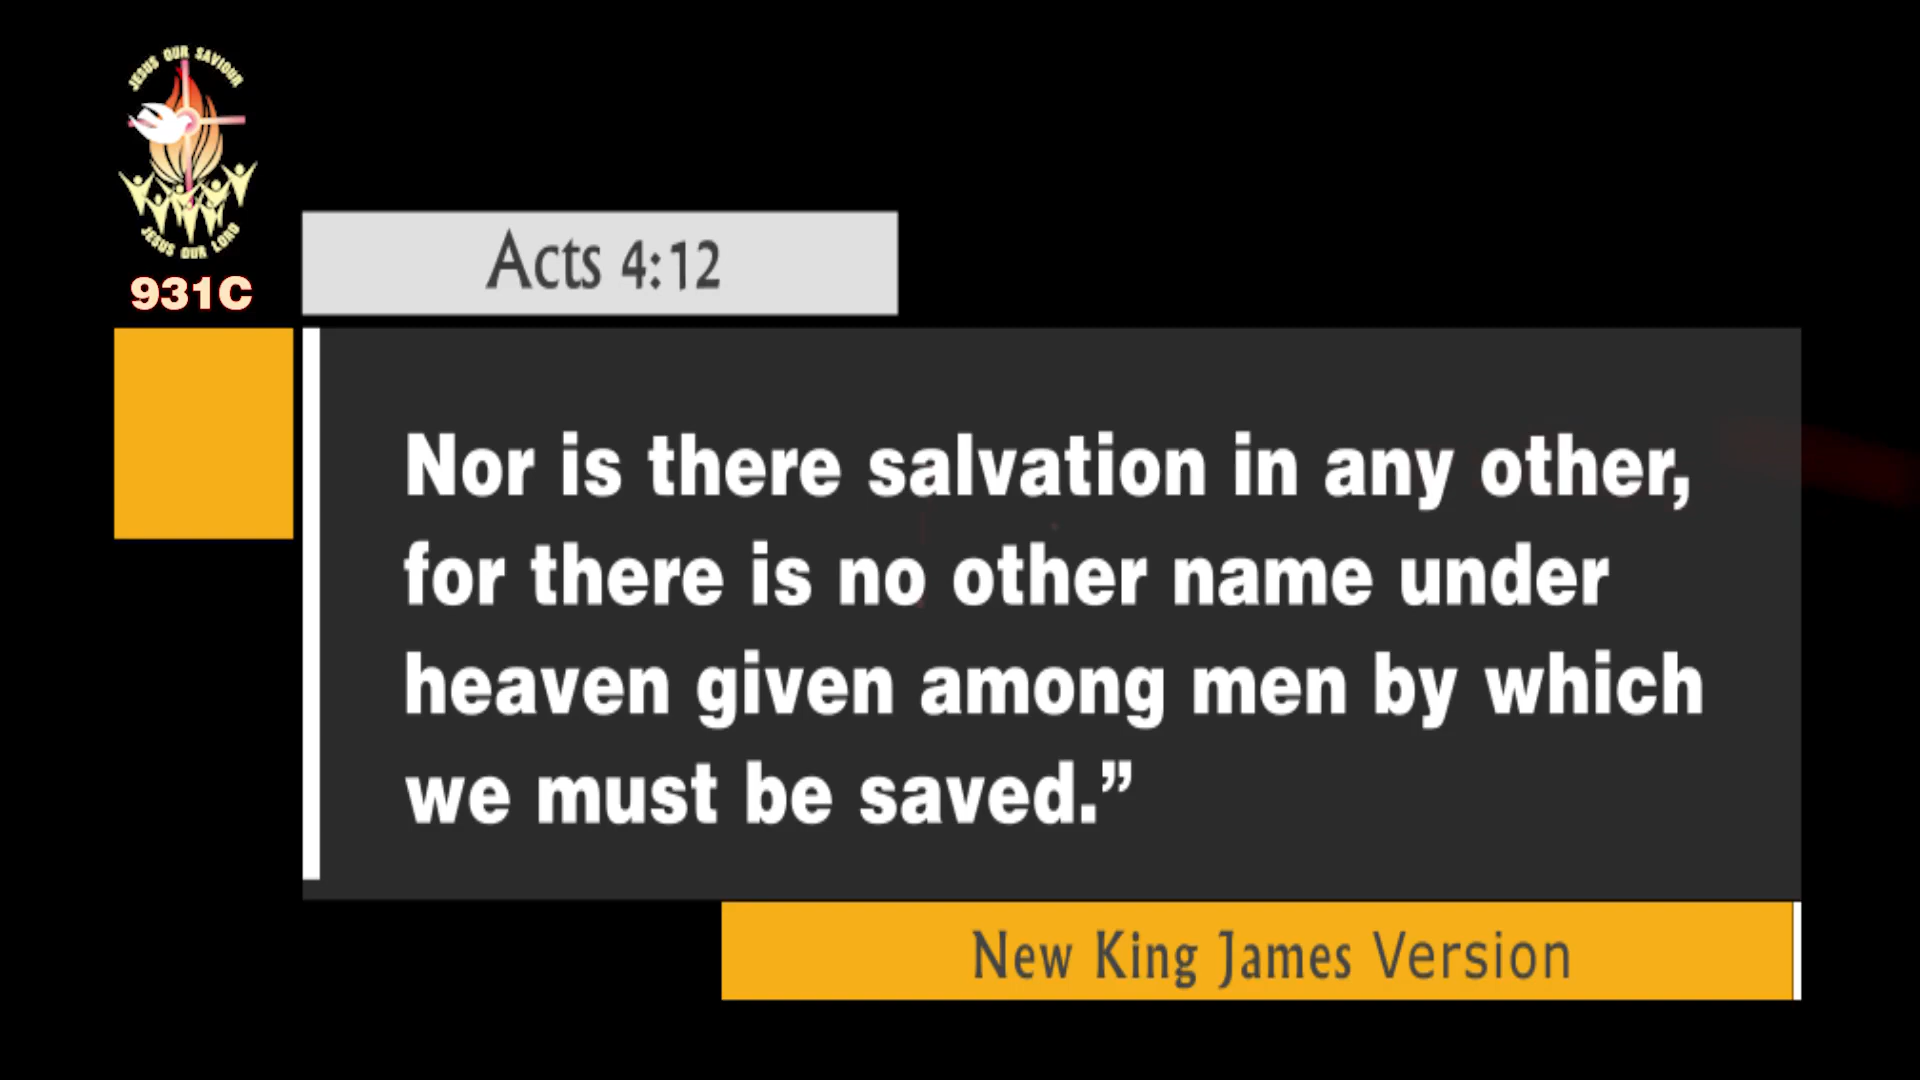 JESUS OUR SAVIOUR
JESUS OUR LORD
931C
Acts 4:12
Nor is there salvation in any other,
for there is no other name under
heaven given among men by which
we must be saved.”
New King James Version